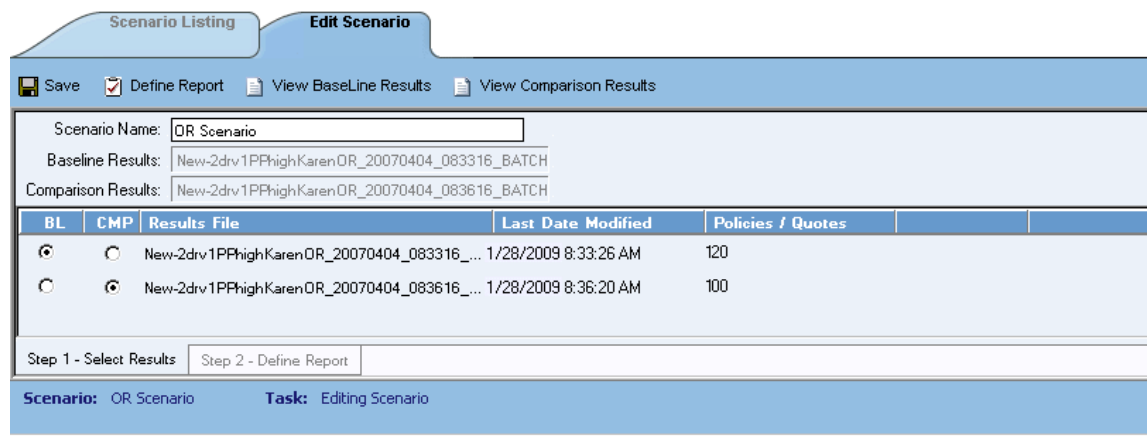 Scenario Listing Edit Scenario
Save Define Report View BaseLine Results View Comparison Results
Scenario Name: OR Scenario
Baseline Results: New-2drv1PPhighKarenOR_20070404_083316_BATCH
Comparison Results: New-2drv1PPhighKarenOR_20070404_083616_BATCH
BL CMP Results File Last Date Modified Policies / Quotes
New-2drv1PPhighKarenOR_20070404_083316_... 1/28/2009 8:33:26 AM 120
New-2drv1PPhighKarenOR_20070404_083616_... 1/28/2009 8:36:20 AM 100
Step 1 - Select Results Step 2 - Define Report
Scenario: OR Scenario Task: Editing Scenario